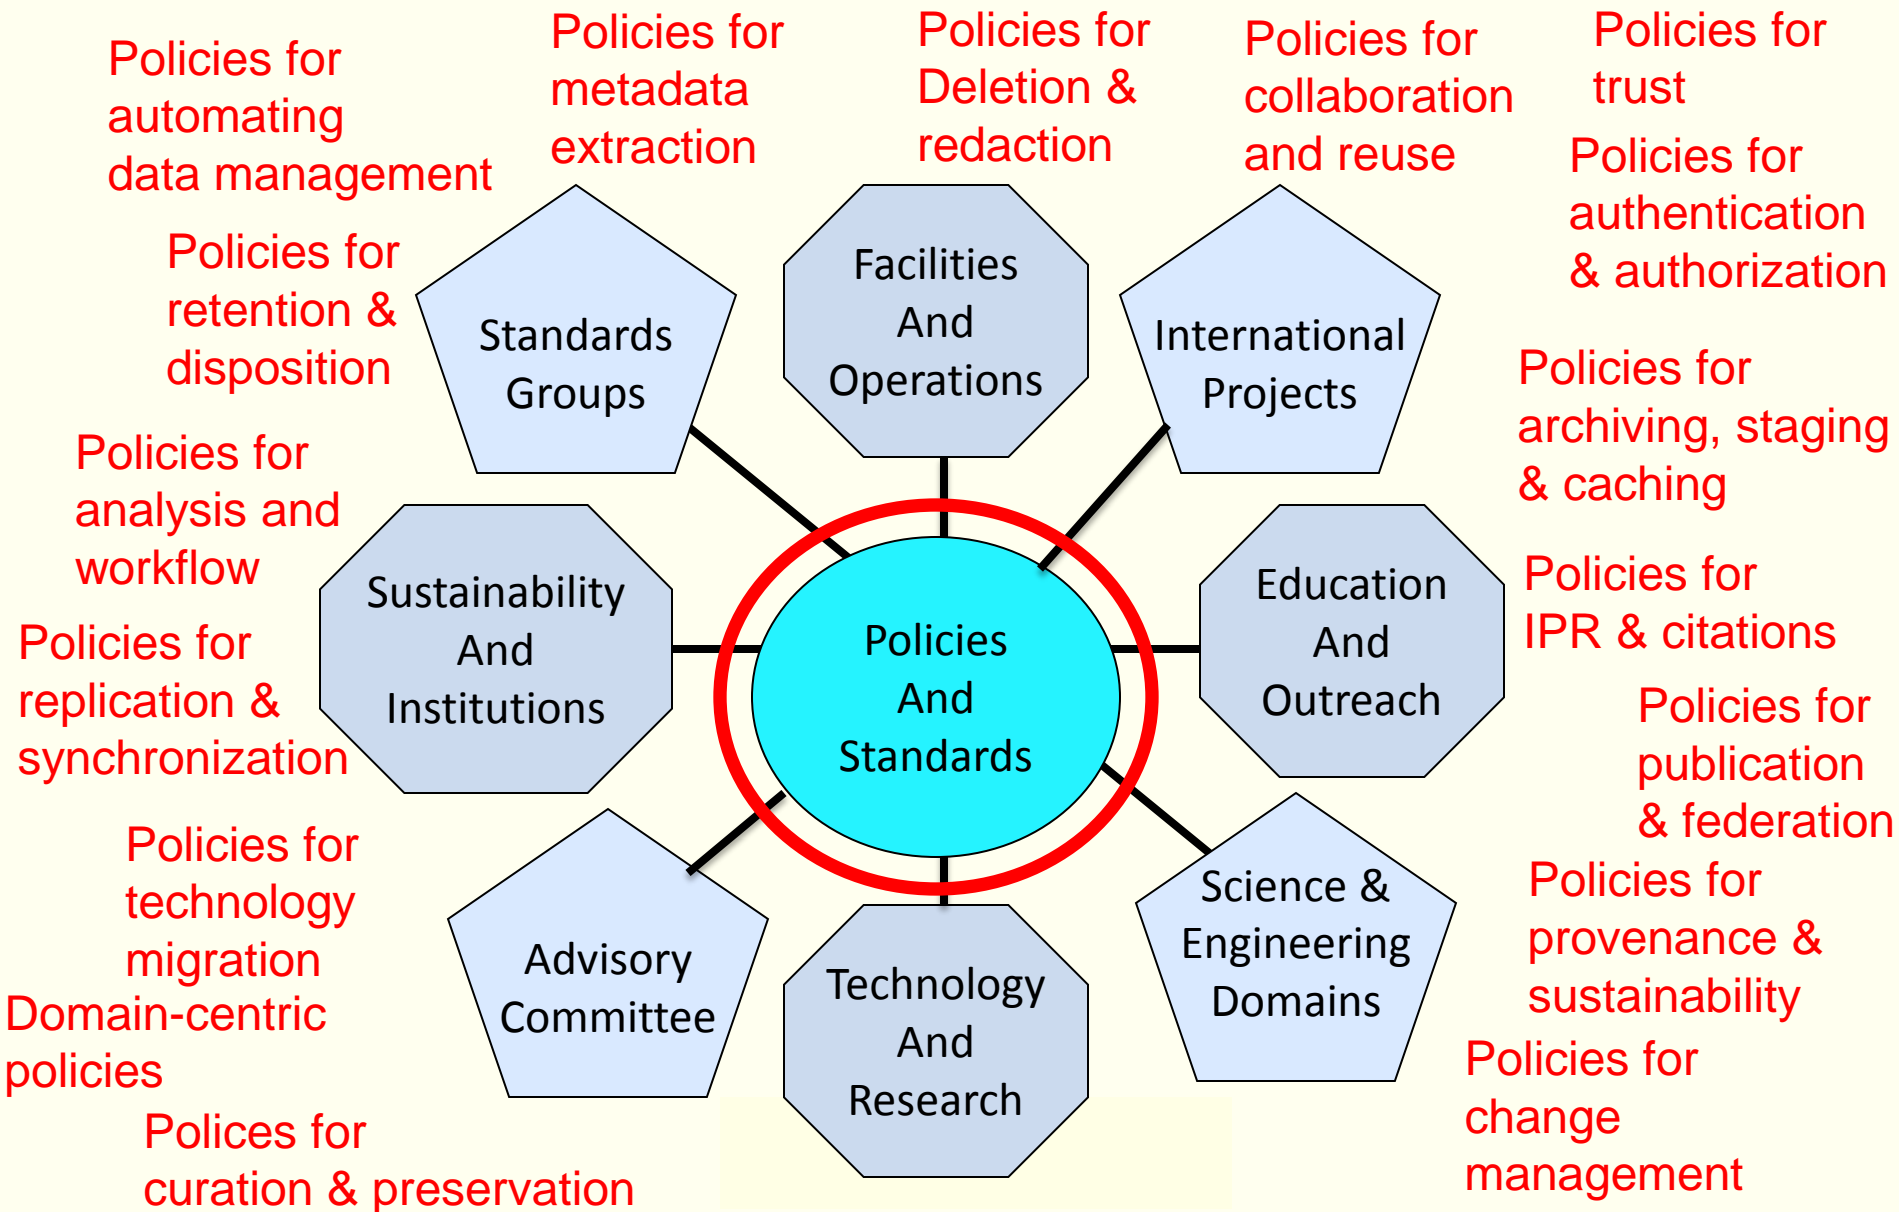 Policies for
automating
data management
Policies for
metadata
extraction
Policies for
Deletion &
redaction
Policies for
collaboration
and reuse
Policies for
trust
Policies for
authentication
& authorization
Policies for
retention &
disposition
Standards
Groups
Facilities
And
Operations
International
Projects
Policies for
archiving, staging
& caching
Policies for
analysis and
workflow
Sustainability
And
Institutions
Policies
And
Standards
Education
And
Outreach
Policies for
IPR & citations
Policies for
replication &
synchronization
Policies for
publication
& federation
Policies for
technology
migration
Advisory
Committee
Technology
And
Research
Science &
Engineering
Domains
Policies for
provenance &
sustainability
Domain-centric
policies
Polices for
curation & preservation
Policies for
change
management